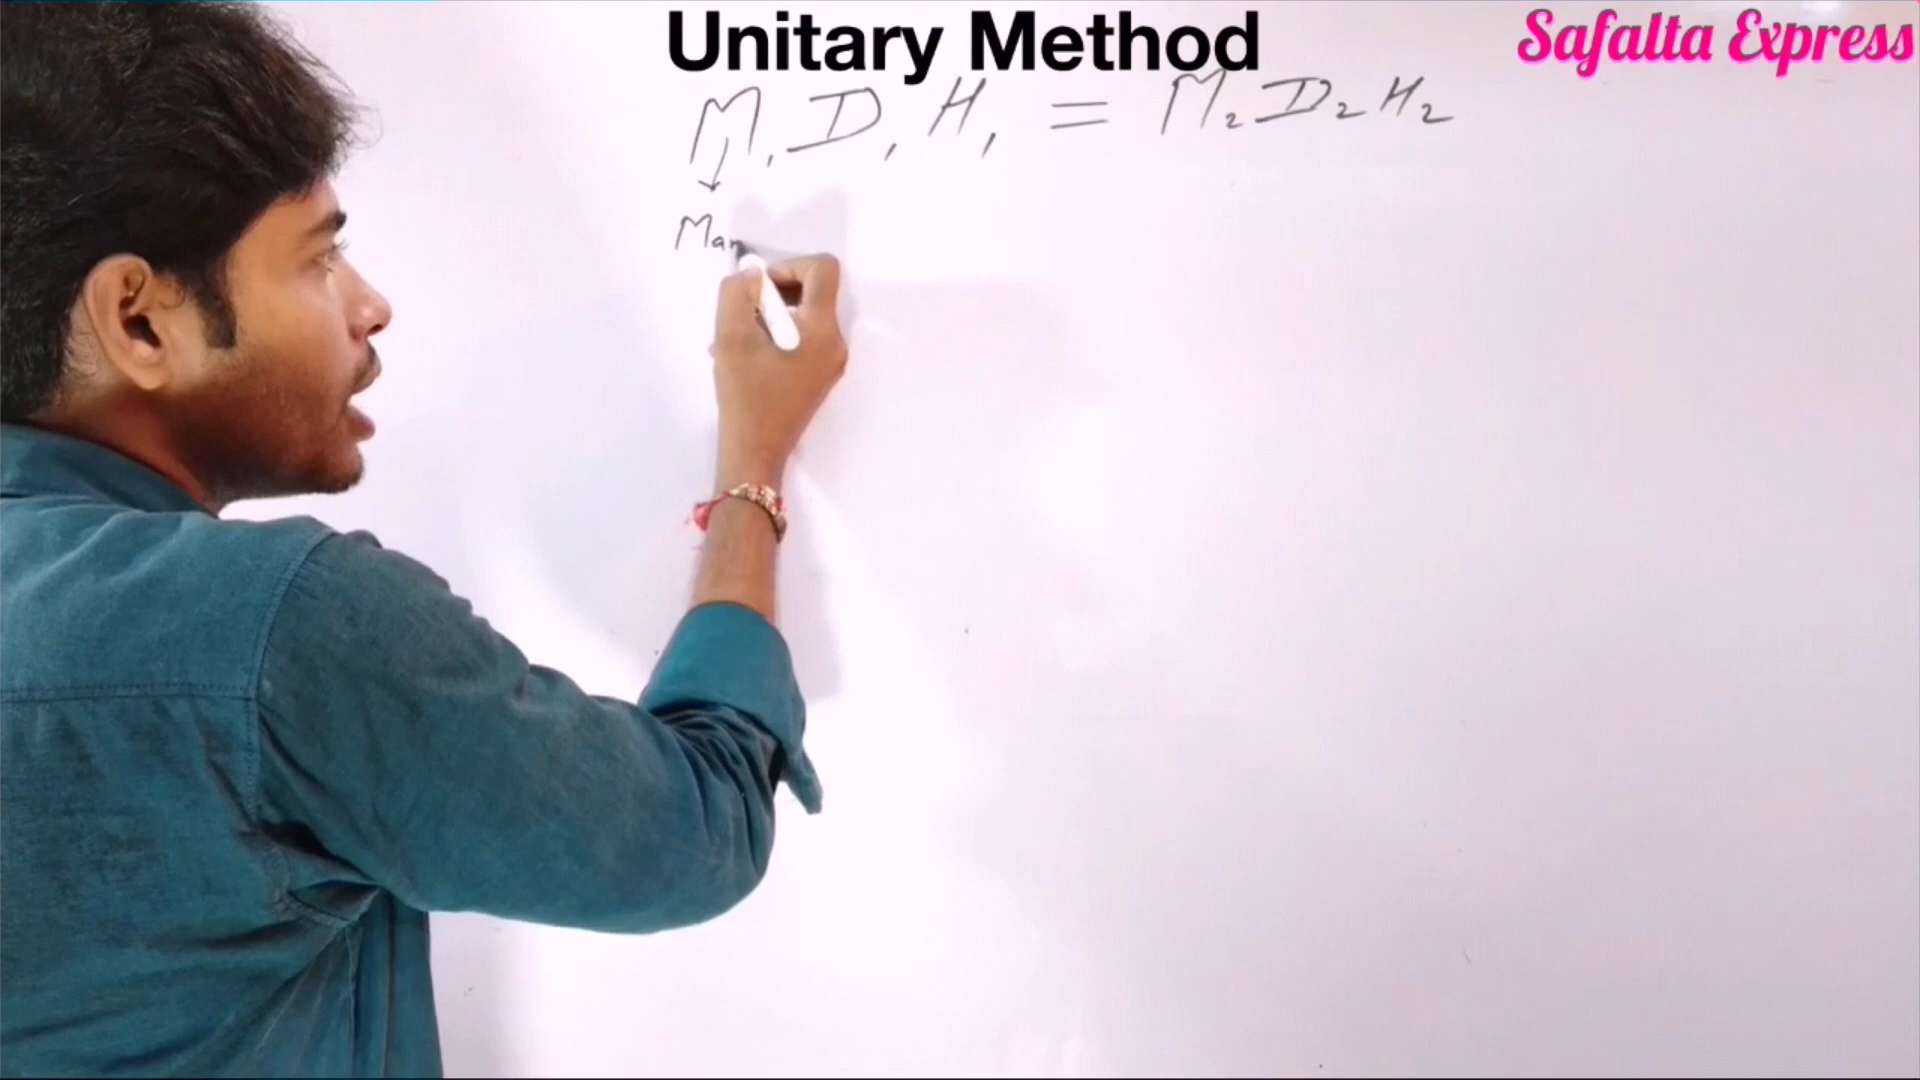 Unitary Method
Safalta Express
M₁D₁H₁ = M₂D₂H₂
Man